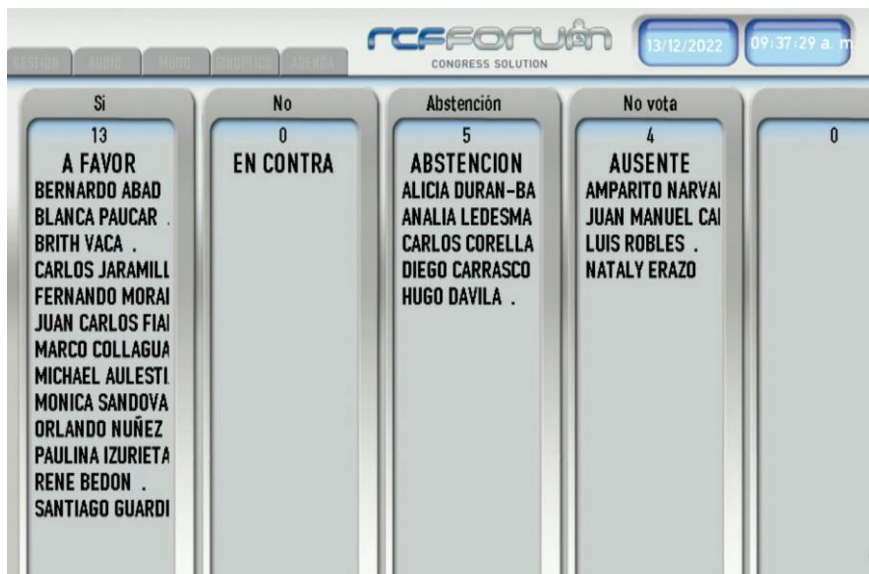 RCF FORUM
CONGRESS SOLUTION
13/12/2022
09:37:29 a. m
GESTION AUDIO MODO SINOPTICO AGENDA
Si
13
A FAVOR
BERNARDO ABAD
BLANCA PAUCAR .
BRITH VACA .
CARLOS JARAMILL
FERNANDO MORAI
JUAN CARLOS FIAI
MARCO COLLAGUA
MICHAEL AULESTI.
MONICA SANDOVA
ORLANDO NUÑEZ
PAULINA IZURIETA
RENE BEDON .
SANTIAGO GUARDI
No
0
EN CONTRA
Abstención
5
ABSTENCION
ALICIA DURAN-BA
ANALIA LEDESMA
CARLOS CORELLA
DIEGO CARRASCO
HUGO DAVILA .
No vota
4
AUSENTE
AMPARITO NARVAI
JUAN MANUEL CAI
LUIS ROBLES .
NATALY ERAZO
0